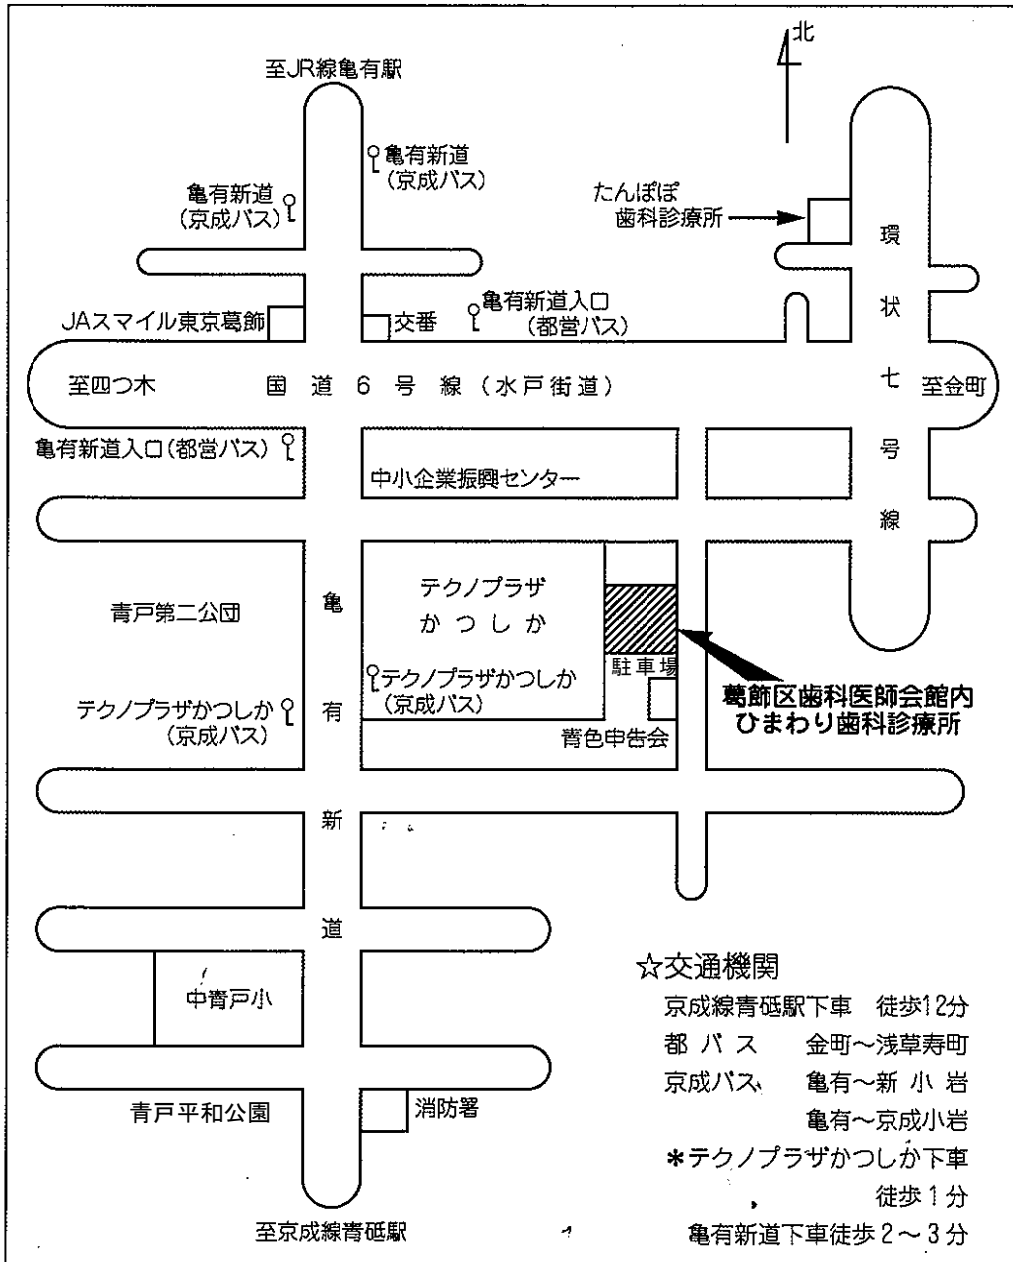 北
至JR線亀有駅
亀有新道
(京成バス)
亀有新道
(京成バス)
たんぽぽ
歯科診療所
環状七号線
JAスマイル東京葛飾
交番
亀有新道入口
(都営バス)
至四つ木
国道6号線(水戸街道)
至金町
亀有新道入口(都営バス)
中小企業振興センター
青戸第二公団
亀有新道
テクノプラザ
かつしか
駐車場
テクノプラザかつしか
(京成バス)
テクノプラザかつしか
(京成バス)
葛飾区歯科医師会館内
ひまわり歯科診療所
青色申告会
中青戸小
青戸平和公園
消防署
至京成線青砥駅
☆交通機関
京成線青砥駅下車 徒歩12分
都バス 金町〜浅草寿町
京成バス 亀有〜新小岩
亀有〜京成小岩
*テクノプラザかつしか下車
徒歩1分
亀有新道下車徒歩2〜3分